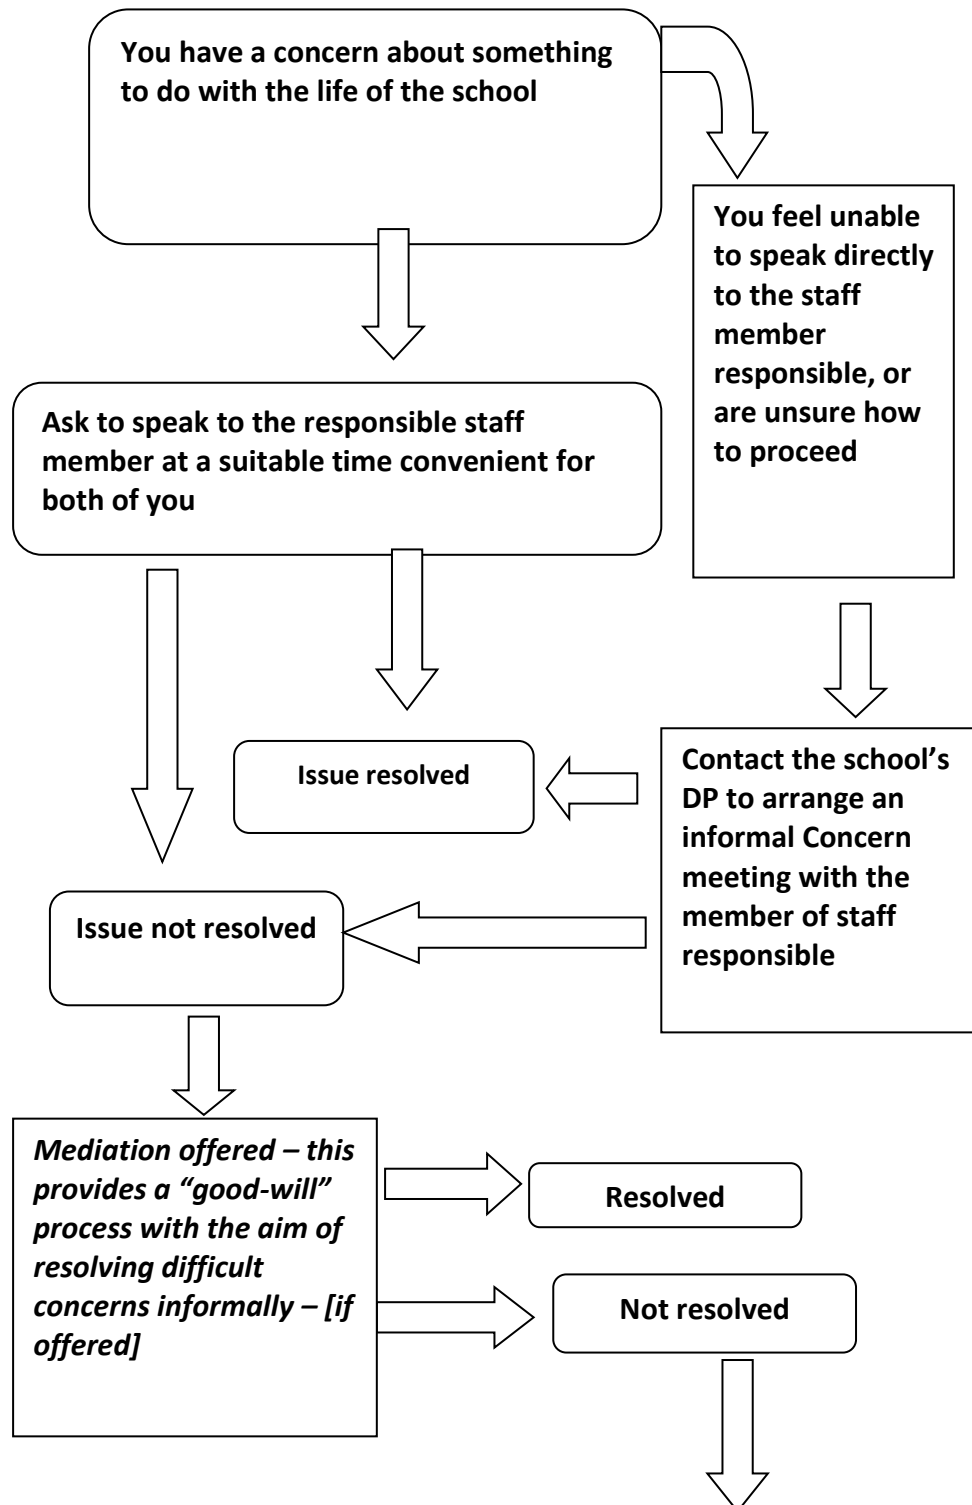 You have a concern about something
to do with the life of the school
You feel unable
to speak directly
to the staff
member
responsible, or
are unsure how
to proceed
Ask to speak to the responsible staff
member at a suitable time convenient for
both of you
Issue resolved
Contact the school’s
DP to arrange an
informal Concern
meeting with the
member of staff
responsible
Issue not resolved
Mediation offered – this
provides a “good-will”
process with the aim of
resolving difficult
concerns informally – [if
offered]
Resolved
Not resolved